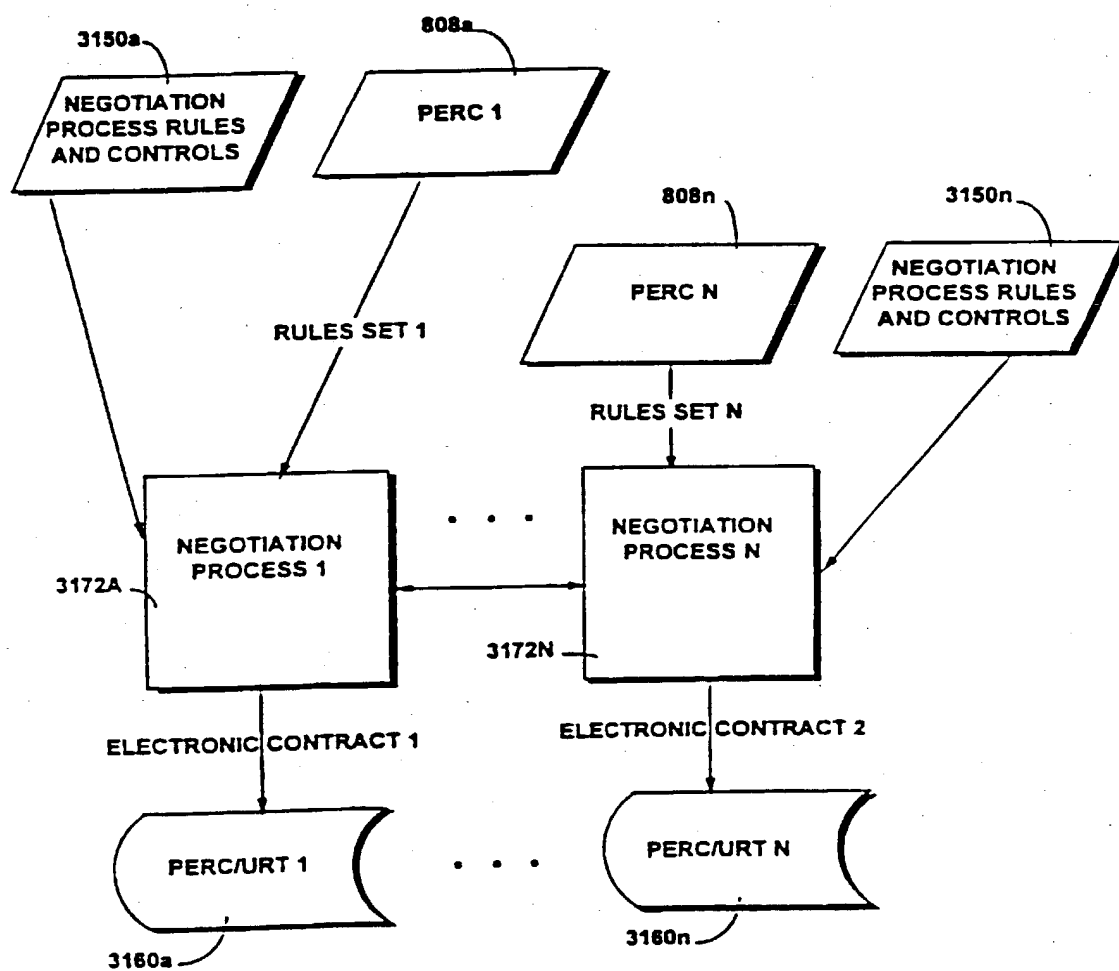 3150a
808a
NEGOTIATION
PROCESS RULES
AND CONTROLS
PERC 1
808n
3150n
PERC N
NEGOTIATION
PROCESS RULES
AND CONTROLS
RULES SET 1
RULES SET N
NEGOTIATION
PROCESS 1
NEGOTIATION
PROCESS N
3172A
3172N
ELECTRONIC CONTRACT 1
ELECTRONIC CONTRACT 2
PERC/URT 1
PERC/URT N
3160a
3160n